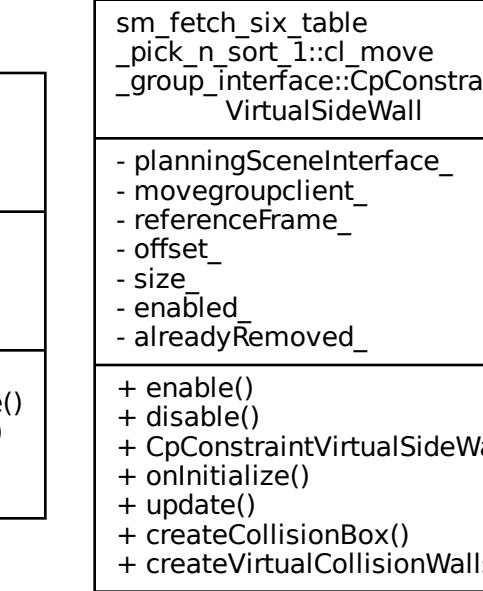 sm_fetch_six_table
_pick_n_sort_1::cl_move
_group_interface::CpConstrai
VirtualSideWall
- planningSceneInterface_
- movegroupclient_
- referenceFrame_
- offset_
- size_
- enabled_
- alreadyRemoved_
+ enable()
+ disable()
+ CpConstraintVirtualSideWa
+ onInitialize()
+ update()
+ createCollisionBox()
+ createVirtualCollisionWalls
e()
)